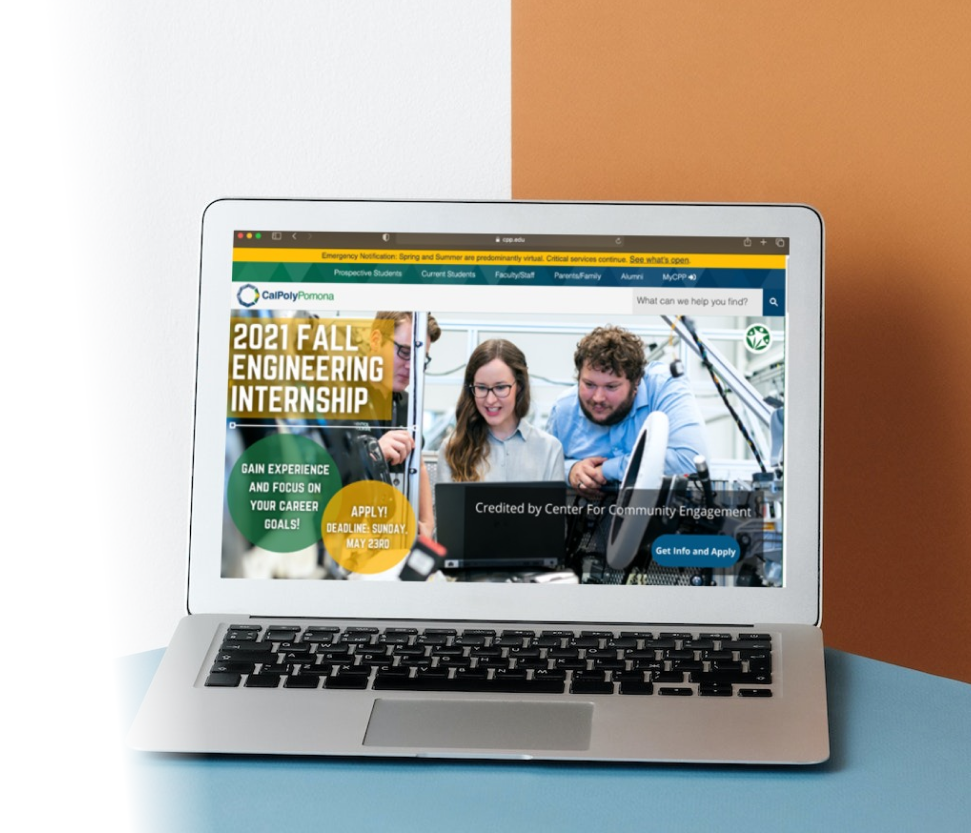 cpp.edu
Emergency Notification: Spring and Summer are predominantly virtual. Critical services continue. See what's open.
Prospective Students Current Students Faculty/Staff Parents/Family Alumni MyCPP
CalPolyPomona
What can we help you find?
2021 FALL
ENGINEERING
INTERNSHIP
GAIN EXPERIENCE
AND FOCUS ON
YOUR CAREER
GOALS!
APPLY!
DEADLINE: SUNDAY,
MAY 23RD
Credited by Center For Community Engagement
Get Info and Apply